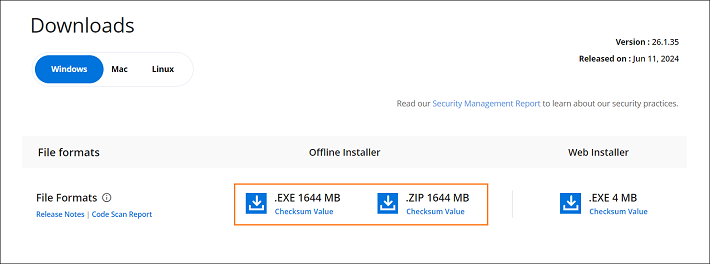 Downloads
Version : 26.1.35
Released on : Jun 11, 2024
Windows Mac Linux
Read our Security Management Report to learn about our security practices.
File formats Offline Installer Web Installer
File Formats .EXE 1644 MB .ZIP 1644 MB .EXE 4 MB
Release Notes | Code Scan Report Checksum Value Checksum Value Checksum Value